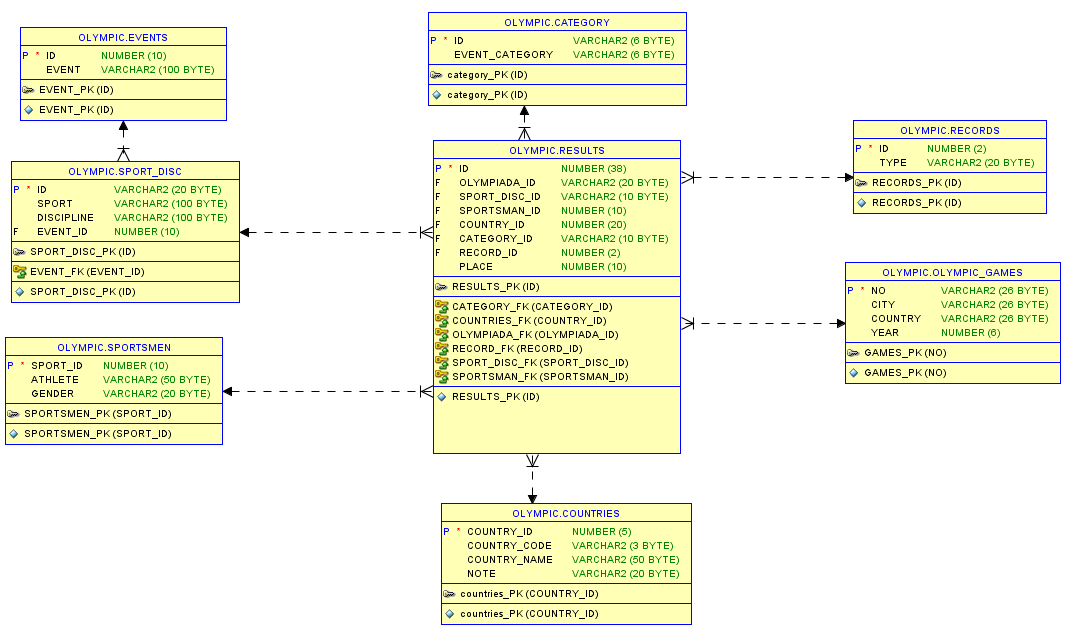 OLYMPIC.EVENTS
P * ID NUMBER (10)
EVENT VARCHAR2 (100 BYTE)
EVENT_PK (ID)
EVENT_PK (ID)
OLYMPIC.CATEGORY
P * ID VARCHAR2 (6 BYTE)
EVENT_CATEGORY VARCHAR2 (6 BYTE)
category_PK (ID)
category_PK (ID)
OLYMPIC.RECORDS
P * ID NUMBER (2)
TYPE VARCHAR2 (20 BYTE)
RECORDS_PK (ID)
RECORDS_PK (ID)
OLYMPIC.SPORT_DISC
P * ID VARCHAR2 (20 BYTE)
SPORT VARCHAR2 (100 BYTE)
DISCIPLINE VARCHAR2 (100 BYTE)
F EVENT_ID NUMBER (10)
SPORT_DISC_PK (ID)
EVENT_FK (EVENT_ID)
SPORT_DISC_PK (ID)
OLYMPIC.RESULTS
P * ID NUMBER (38)
F OLYMPIADA_ID VARCHAR2 (20 BYTE)
F SPORT_DISC_ID VARCHAR2 (10 BYTE)
F SPORTSMAN_ID NUMBER (10)
F COUNTRY_ID NUMBER (20)
F CATEGORY_ID VARCHAR2 (10 BYTE)
F RECORD_ID NUMBER (2)
PLACE NUMBER (10)
RESULTS_PK (ID)
CATEGORY_FK (CATEGORY_ID)
COUNTRIES_FK (COUNTRY_ID)
OLYMPIADA_FK (OLYMPIADA_ID)
RECORD_FK (RECORD_ID)
SPORT_DISC_FK (SPORT_DISC_ID)
SPORTSMAN_FK (SPORTSMAN_ID)
RESULTS_PK (ID)
OLYMPIC.OLYMPIC_GAMES
P * NO VARCHAR2 (26 BYTE)
CITY VARCHAR2 (26 BYTE)
COUNTRY VARCHAR2 (26 BYTE)
YEAR NUMBER (6)
GAMES_PK (NO)
GAMES_PK (NO)
OLYMPIC.SPORTSMEN
P * SPORT_ID NUMBER (10)
ATHLETE VARCHAR2 (50 BYTE)
GENDER VARCHAR2 (20 BYTE)
SPORTSMEN_PK (SPORT_ID)
SPORTSMEN_PK (SPORT_ID)
OLYMPIC.COUNTRIES
P * COUNTRY_ID NUMBER (5)
COUNTRY_CODE VARCHAR2 (3 BYTE)
COUNTRY_NAME VARCHAR2 (50 BYTE)
NOTE VARCHAR2 (20 BYTE)
countries_PK (COUNTRY_ID)
countries_PK (COUNTRY_ID)